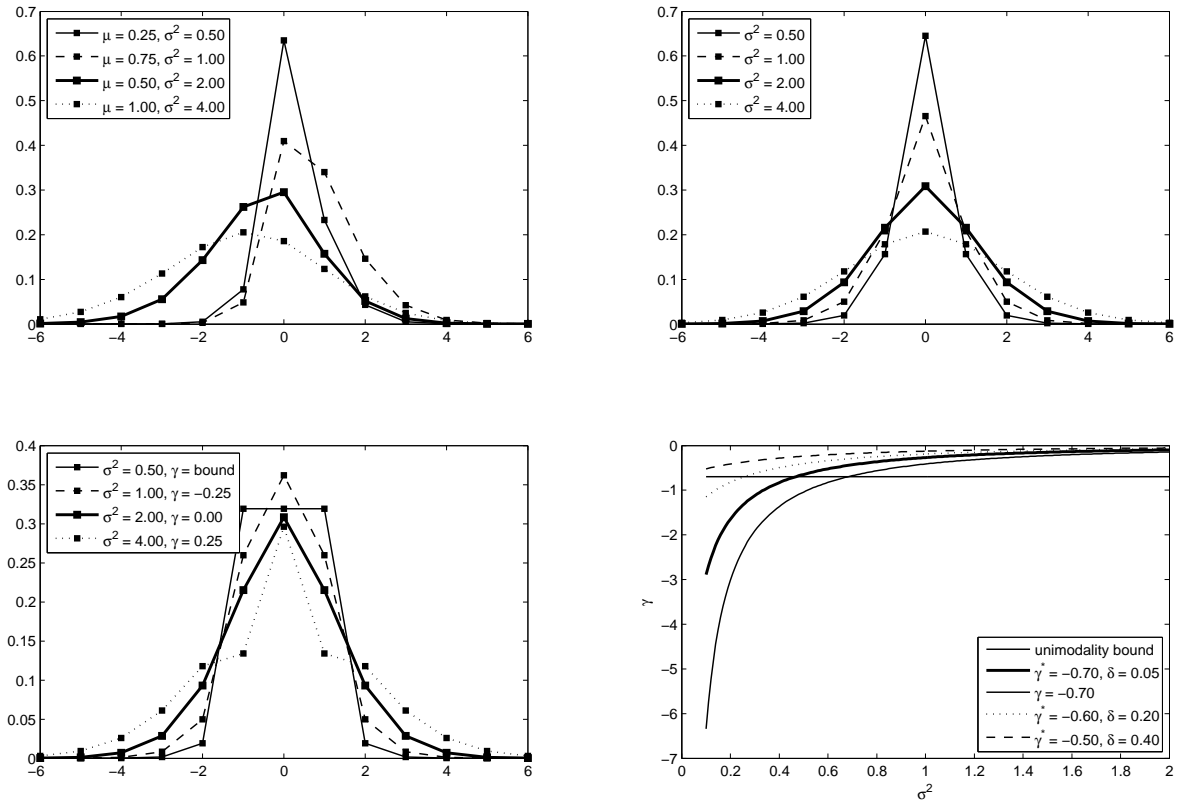 0.7
0.6
0.5
0.4
0.3
0.2
0.1
0
−6 −4 −2 0 2 4 6
μ = 0.25, σ² = 0.50
μ = 0.75, σ² = 1.00
μ = 0.50, σ² = 2.00
μ = 1.00, σ² = 4.00
0.7
0.6
0.5
0.4
0.3
0.2
0.1
0
−6 −4 −2 0 2 4 6
σ² = 0.50
σ² = 1.00
σ² = 2.00
σ² = 4.00
0.4
0.35
0.3
0.25
0.2
0.15
0.1
0.05
0
−6 −4 −2 0 2 4 6
σ² = 0.50, γ = bound
σ² = 1.00, γ = −0.25
σ² = 2.00, γ = 0.00
σ² = 4.00, γ = 0.25
0
−1
−2
−3
−4
−5
−6
−7
γ
0 0.2 0.4 0.6 0.8 1 1.2 1.4 1.6 1.8 2
σ²
unimodality bound
γ* = −0.70, δ = 0.05
γ = −0.70
γ* = −0.60, δ = 0.20
γ* = −0.50, δ = 0.40